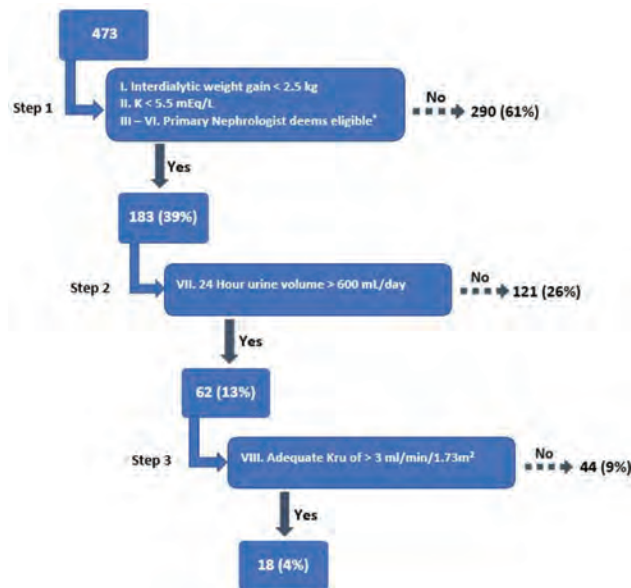 473
Step 1
I. Interdialytic weight gain < 2.5 kg
II. K < 5.5 mEq/L
III – VI. Primary Nephrologist deems eligible*
No
290 (61%)
Yes
183 (39%)
Step 2
VII. 24 Hour urine volume > 600 mL/day
No
121 (26%)
Yes
62 (13%)
Step 3
VIII. Adequate Kru of > 3 ml/min/1.73m²
No
44 (9%)
Yes
18 (4%)